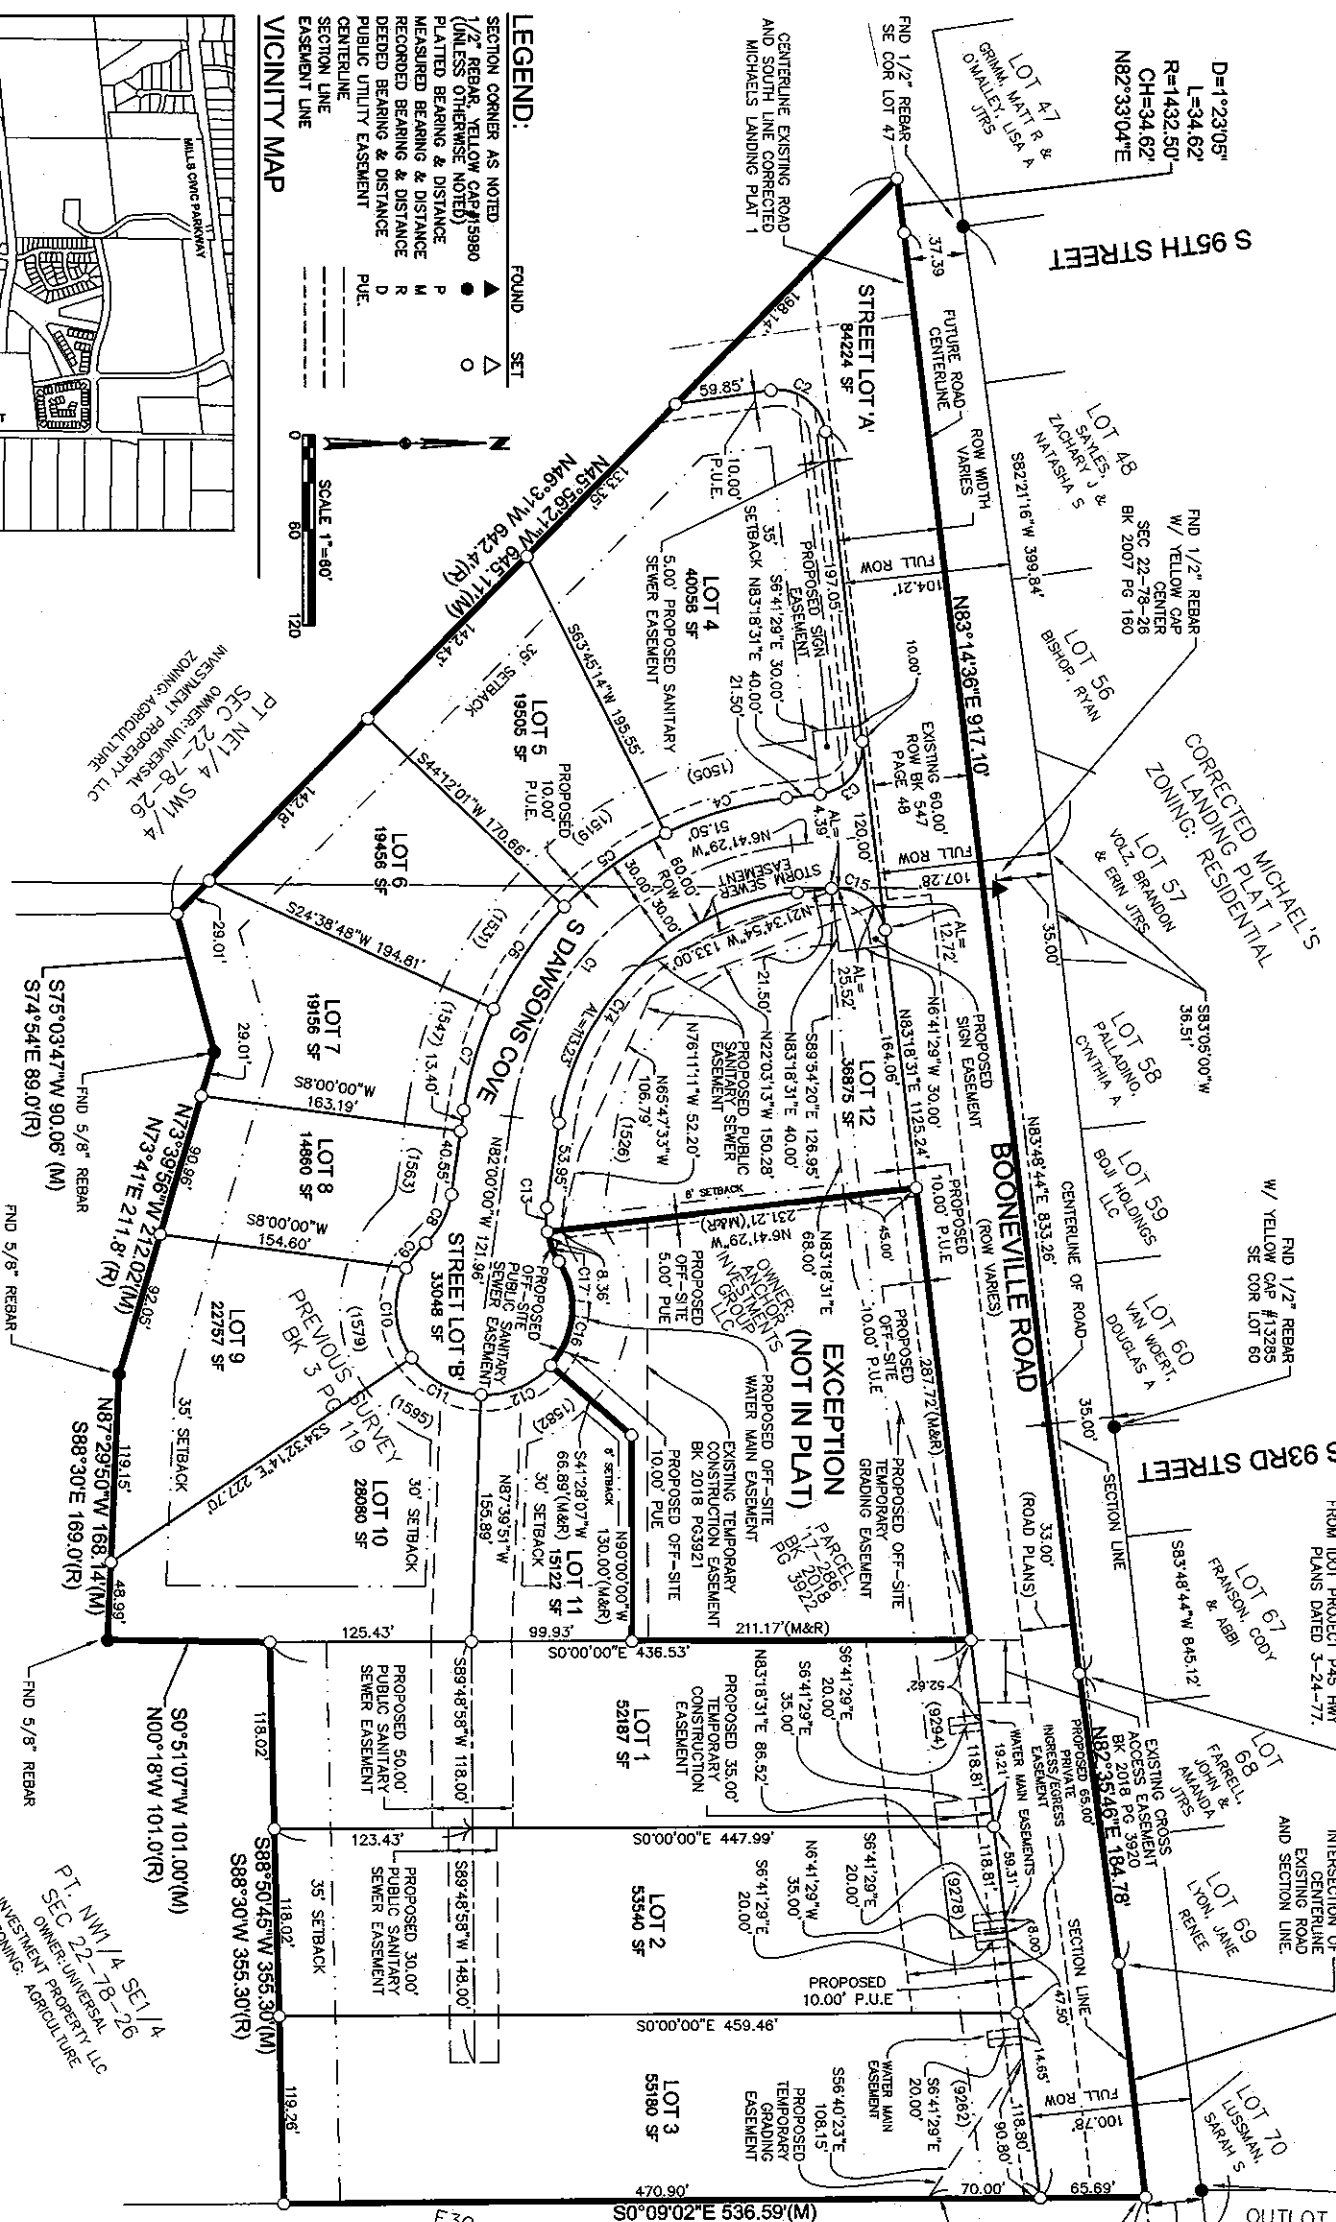 D=1°23'05"
L=34.62'
R=1432.50'
CH=34.62'
N82°33'04"E
LOT 47
GRIMM, MATT R &
O'MALLEY, LISA A
JTRS
FND 1/2" REBAR
SE COR LOT 47
CENTERLINE EXISTING ROAD
AND SOUTH LINE CORRECTED
MICHAELS LANDING PLAT 1
S 95TH STREET
37.39
LOT 48
SAYLES,
ZACHARY J &
NATASHA S
FND 1/2" REBAR
W/ YELLOW CAP
CENTER
SEC 22-78-26
BK 2007 PG 160
S82°21'16"W 399.84'
LOT 56
BISHOP, RYAN
CORRECTED MICHAEL'S
LANDING PLAT 1
ZONING: RESIDENTIAL
LOT 57
VOLZ, BRANDON
& ERIN JTRS
35.00'
S83°05'00"W
36.51'
LOT 58
PALLADINO,
CYNTHIA A
LOT 59
BOJI HOLDINGS
LLC
LOT 60
VAN WOERT,
DOUGLAS A
FND 1/2" REBAR
W/ YELLOW CAP #13285
SE COR LOT 60
N83°48'44"E 833.26'
CENTERLINE OF ROAD
35.00'
93RD STREET
SECTION LINE
33.00'
(ROAD PLANS)
PLANS DATED 3-24-77.
S83°48'44"W 845.12'
LOT 67
FRANSON, CODY
& ABBI
LOT 68
FARRELL,
JOHN &
AMANDA
JTRS
INTERSECTION OF
CENTERLINE
EXISTING ROAD
AND SECTION LINE.
LOT 69
LYON, JANE
RENEE
LOT 70
LUSSMAN,
SARAH S
OUTLOT
EXISTING CROSS
ACCESS EASEMENT
BK 2018 PG 3920
N82°35'46"E 184.78'
PROPOSED 65.00'
PRIVATE
INGRESS/EGRESS
EASEMENT
SECTION LINE
FULL ROW
100.78'
65.69'
BOONEVILLE ROAD
(ROW VARIES)
N83°14'36"E 917.10'
FUTURE ROAD
CENTERLINE
ROW WIDTH
VARIES
FULL ROW
104.21'
FULL ROW
107.28'
EXISTING 60.00'
ROW BK 547
PAGE 48
STREET LOT 'A'
84224 SF
198.14'
59.85'
C2
10.00'
P.U.E.
35'
SETBACK
197.05'
PROPOSED SIGN
EASEMENT
S6°41'29"E 30.00'
N83°18'31"E 40.00'
21.50'
10.00'
C3
4.39'
AL=
120.00'
C15
AL=
12.72'
AL=
25.52'
LOT 4
40058 SF
5.00' PROPOSED SANITARY
SEWER EASEMENT
133.35'
N45°56'21"W 645.11'(M)
N46°31'W 642.4'(R)
142.43'
S63°45'14"W 195.55'
35' SETBACK
LOT 5
19505 SF
PROPOSED
10.00'
P.U.E.
(1505)
(1519)
C4
51.50'
N6°41'29"W
60.00'
ROW
30.00'
30.00'
C5
STORM SEWER
EASEMENT
N21°34'54"W 133.00'
S44°12'01"W 170.66'
142.18'
LOT 6
19456 SF
(1531)
C6
S DAWSONS COVE
C1
C14
AL=113.23'
S24°38'48"W 194.81'
29.01'
LOT 7
19156 SF
(1547)
C7
13.40'
29.01'
S75°03'47"W 90.06' (M)
S74°54'E 89.0'(R)
FND 5/8" REBAR
S8°00'00"W
163.19'
LOT 8
14860 SF
(1563)
40.55'
C8
C9
90.96'
N73°39'56"W 212.02'(M)
N73°41'E 211.8' (R)
92.05'
S8°00'00"W
154.60'
LOT 9
22757 SF
(1579)
PREVIOUS SURVEY
BK 3 PG 119
C10
C11
C12
STREET LOT 'B'
33048 SF
N82°00'00"W 121.96'
53.95'
C13
35' SETBACK
FND 5/8" REBAR
119.15'
N87°29'50"W 168.14'(M)
S88°30'E 169.0'(R)
48.99'
S34°32'14"E 227.70'
(1595)
LOT 10
28080 SF
30' SETBACK
155.89'
N87°39'51"W
(1582)
LOT 11
15122 SF
30' SETBACK
S41°28'07"W
66.89'(M&R)
8' SETBACK
N90°00'00"W
130.00'(M&R)
PROPOSED OFF-SITE
10.00' PUE
EXISTING TEMPORARY
CONSTRUCTION EASEMENT
BK 2018 PG3921
PROPOSED OFF-SITE
WATER MAIN EASEMENT
C16
C17
8.36'
PROPOSED
OFF-SITE
PUBLIC SANITARY
SEWER EASEMENT
PROPOSED
OFF-SITE
5.00' PUE
OWNER:
ANCHOR
INVESTMENTS
GROUP
LLC
EXCEPTION
(NOT IN PLAT)
PARCEL
'17-286'
BK 2018
PG 3922
287.72'(M&R)
PROPOSED
OFF-SITE
10.00' P.U.E
PROPOSED OFF-SITE
TEMPORARY
GRADING EASEMENT
N83°18'31"E
68.00'
45.00'
N6°41'29"W
231.21'(M&R)
8' SETBACK
PROPOSED
10.00' P.U.E
N83°18'31"E 1125.24'
164.06'
PROPOSED
SIGN EASEMENT
N6°41'29"W 30.00'
LOT 12
36875 SF
S89°54'20"E 126.95'
N83°18'31"E 40.00'
N22°03'13"W 150.28'
21.50'
PROPOSED PUBLIC
SANITARY SEWER
EASEMENT
N76°11'11"W 52.20'
N65°47'33"W
106.79'
(1526)
211.17'(M&R)
S0°00'00"E 436.53'
99.93'
125.43'
FND 5/8" REBAR
S0°51'07"W 101.00'(M)
N00°18'W 101.0'(R)
LOT 1
52187 SF
(9294)
52.62'
S6°41'29"E
20.00'
S6°41'29"E
35.00'
N83°18'31"E 86.52'
PROPOSED 35.00'
TEMPORARY
CONSTRUCTION
EASEMENT
118.81'
19.21'
WATER MAIN EASEMENTS
S89°48'58"W 118.00'
PROPOSED 50.00'
PUBLIC SANITARY
SEWER EASEMENT
118.02'
123.43'
S0°00'00"E 447.99'
LOT 2
53540 SF
(9278)
59.31'
118.81'
8.00'
S6°41'29"E
20.00'
N6°41'29"W
35.00'
S6°41'29"E
20.00'
PROPOSED
10.00' P.U.E
47.50'
S89°48'58"W 148.00'
PROPOSED 30.00'
PUBLIC SANITARY
SEWER EASEMENT
35' SETBACK
118.02'
S88°50'45"W 355.30'(M)
S88°30'W 355.30'(R)
S0°00'00"E 459.46'
LOT 3
55180 SF
(9262)
14.65'
118.80'
90.80'
WATER MAIN
EASEMENT
S6°41'29"E
20.00'
S56°40'23"E
108.15'
PROPOSED
TEMPORARY
GRADING
EASEMENT
70.00'
470.90'
S0°09'02"E 536.59'(M)
119.26'
PT NE1/4 SW1/4
SEC 22-78-26
OWNER:UNIVERSAL
INVESTMENT PROPERTY LLC
ZONING: AGRICULTURE
PT. NW1/4 SE1/4
SEC 22-78-26
OWNER:UNIVERSAL
INVESTMENT PROPERTY LLC
ZONING: AGRICULTURE
LEGEND:
FOUND SET
SECTION CORNER AS NOTED
1/2" REBAR, YELLOW CAP #15980
(UNLESS OTHERWISE NOTED)
PLATTED BEARING & DISTANCE P
MEASURED BEARING & DISTANCE M
RECORDED BEARING & DISTANCE R
DEEDED BEARING & DISTANCE D
PUBLIC UTILITY EASEMENT PUE.
CENTERLINE
SECTION LINE
EASEMENT LINE
N
0 60 120
SCALE 1"=60'
VICINITY MAP
MILLS CIVIC PARKWAY